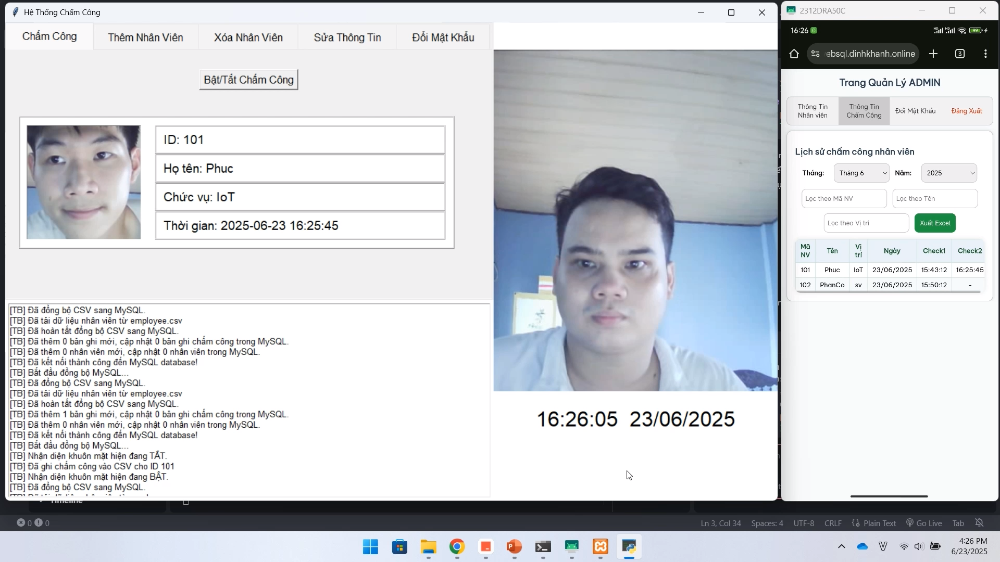 Hệ Thống Chấm Công
Chấm Công
Thêm Nhân Viên
Xóa Nhân Viên
Sửa Thông Tin
Đổi Mật Khẩu
Bật/Tắt Chấm Công
ID: 101
Họ tên: Phuc
Chức vụ: IoT
Thời gian: 2025-06-23 16:25:45
[TB] Đã đồng bộ CSV sang MySQL.
[TB] Đã tải dữ liệu nhân viên từ employee.csv
[TB] Đã hoàn tất đồng bộ CSV sang MySQL.
[TB] Đã thêm 0 bản ghi mới, cập nhật 0 bản ghi chấm công trong MySQL.
[TB] Đã thêm 0 nhân viên mới, cập nhật 0 nhân viên trong MySQL.
[TB] Đã kết nối thành công đến MySQL database!
[TB] Bắt đầu đồng bộ MySQL...
[TB] Đã đồng bộ CSV sang MySQL.
[TB] Đã tải dữ liệu nhân viên từ employee.csv
[TB] Đã hoàn tất đồng bộ CSV sang MySQL.
[TB] Đã thêm 1 bản ghi mới, cập nhật 0 bản ghi chấm công trong MySQL.
[TB] Đã thêm 0 nhân viên mới, cập nhật 0 nhân viên trong MySQL.
[TB] Đã kết nối thành công đến MySQL database!
[TB] Bắt đầu đồng bộ MySQL...
[TB] Nhận diện khuôn mặt hiện đang TẮT.
[TB] Đã ghi chấm công vào CSV cho ID 101
[TB] Nhận diện khuôn mặt hiện đang BẬT.
[TB] Đã đồng bộ CSV sang MySQL.
16:26:05 23/06/2025
2312DRA50C
16:26
99
ebsql.dinhkhanh.online
3
Trang Quản Lý ADMIN
Thông Tin Nhân viên
Thông Tin Chấm Công
Đổi Mật Khẩu
Đăng Xuất
Lịch sử chấm công nhân viên
Tháng: Tháng 6 Năm: 2025
Lọc theo Mã NV
Lọc theo Tên
Lọc theo Vị trí
Xuất Excel
Mã NV Tên Vị trí Ngày Check1 Check2
101 Phuc IoT 23/06/2025 15:43:12 16:25:45
102 PhanCo sv 23/06/2025 15:50:12 -
Timeline
0 0
Ln 3, Col 34 Spaces: 4 UTF-8 CRLF Plain Text Go Live Tab
4:26 PM
6/23/2025